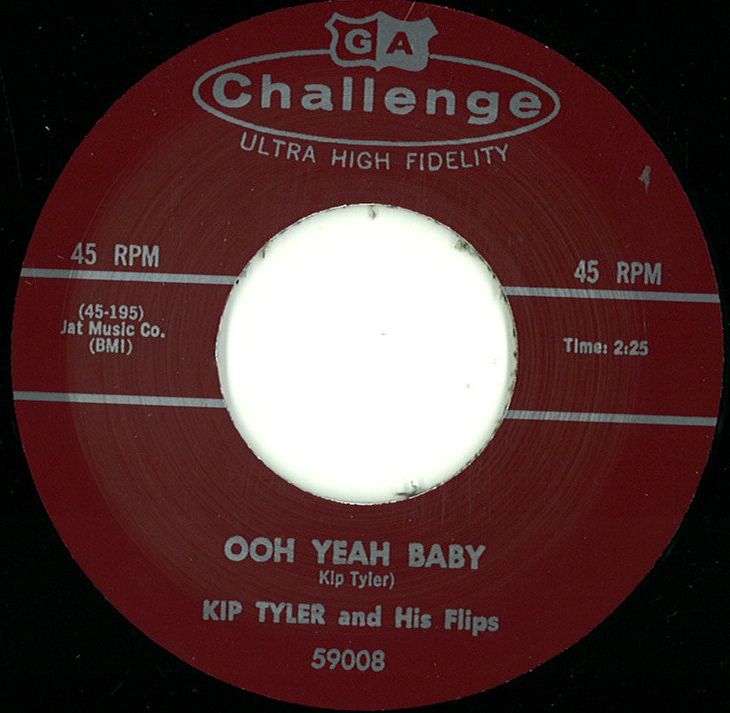 GA
Challenge
ULTRA HIGH FIDELITY
45 RPM
45 RPM
(45-195)
Jat Music Co.
(BMI)
Time: 2:25
OOH YEAH BABY
Kip Tyler)
KIP TYLER and His Flips
59008